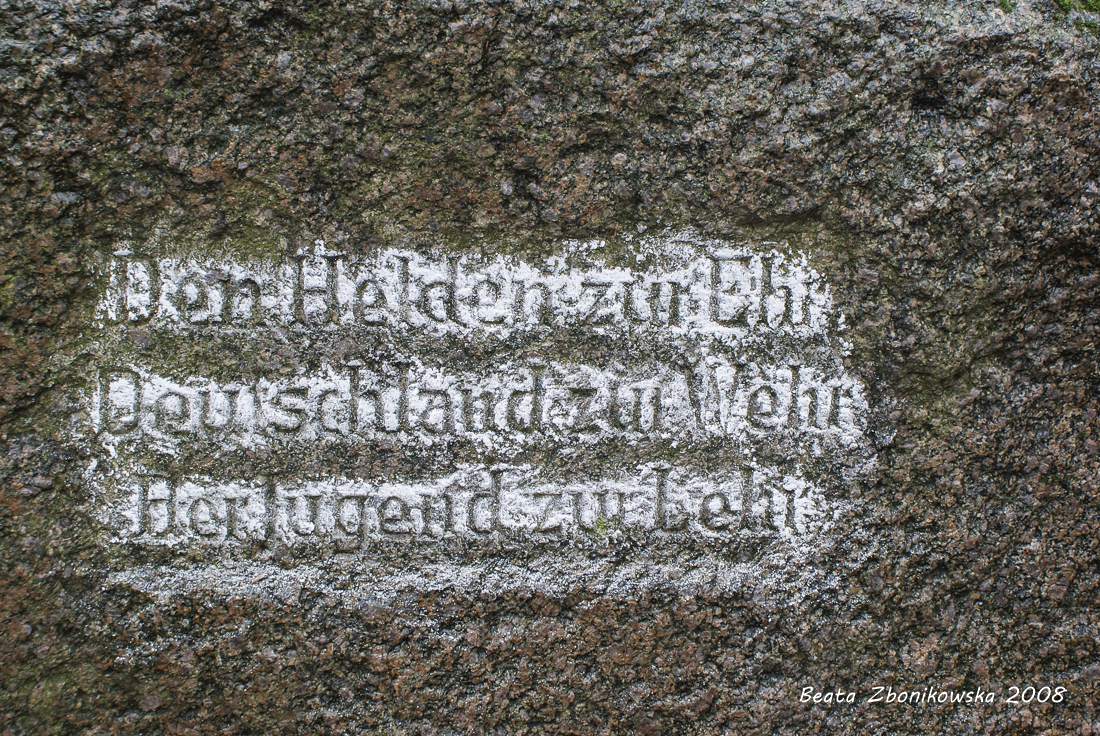 Den Helden zur Ehr
Deutschland zur Wehr
Der Jugend zur Lehr
Beata Zbonikowska 2008